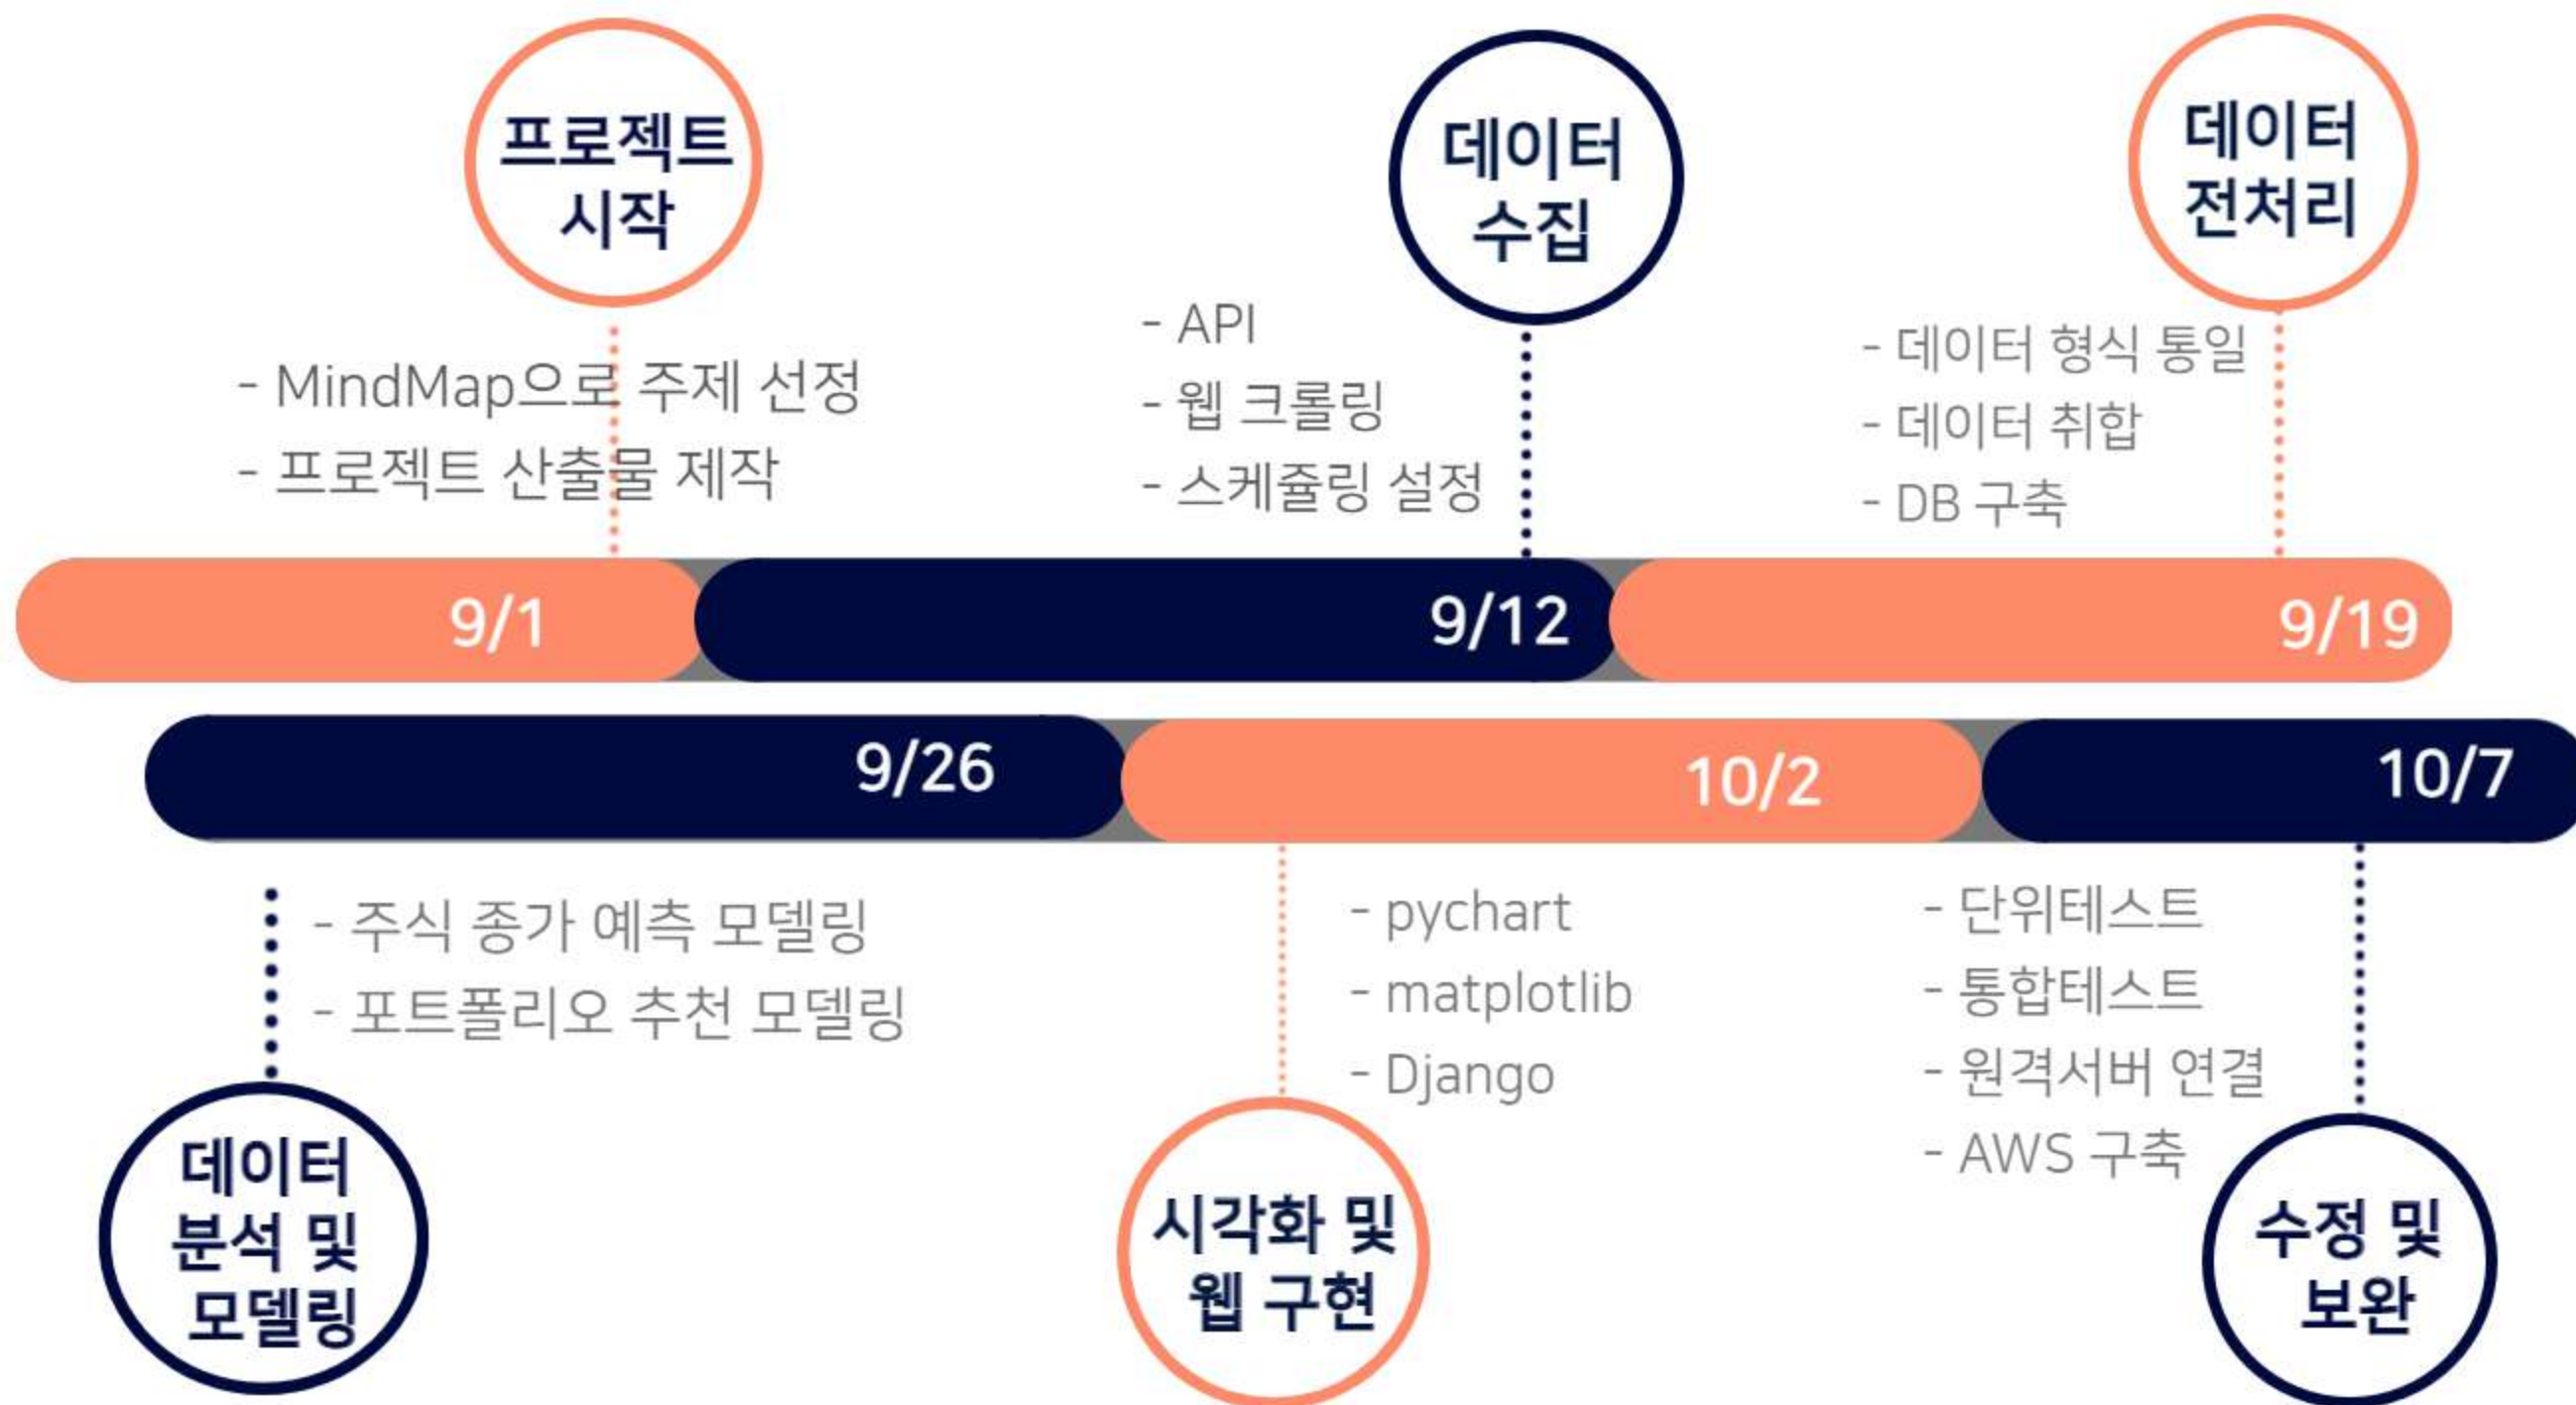 프로젝트
시작
- MindMap으로 주제 선정
- 프로젝트 산출물 제작
9/1
데이터
수집
- API
- 웹 크롤링
- 스케쥴링 설정
9/12
데이터
전처리
- 데이터 형식 통일
- 데이터 취합
- DB 구축
9/19
9/26
- 주식 종가 예측 모델링
- 포트폴리오 추천 모델링
데이터
분석 및
모델링
10/2
- pychart
- matplotlib
- Django
시각화 및
웹 구현
10/7
- 단위테스트
- 통합테스트
- 원격서버 연결
- AWS 구축
수정 및
보완